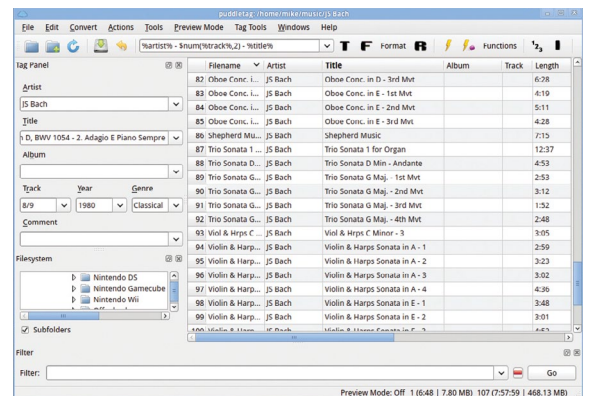 puddletag: /home/mike/music/JS Bach
File Edit Convert Actions Tools Preview Mode Tag Tools Windows Help
%artist% - $num(%track%,2) - %title% T F Format R Functions
Tag Panel
Artist
JS Bach
Title
n D, BWV 1054 - 2. Adagio E Piano Sempre
Album
Track Year Genre
8/9 1980 Classical
Comment
Filesystem
Nintendo DS
Nintendo Gamecube
Nintendo Wii
Subfolders
Filename Artist Title Album Track Length
82 Oboe Conc. i... JS Bach Oboe Conc. in D - 3rd Mvt 6:28
83 Oboe Conc. i... JS Bach Oboe Conc. in E - 1st Mvt 4:19
84 Oboe Conc. i... JS Bach Oboe Conc. in E - 2nd Mvt 5:11
85 Oboe Conc. i... JS Bach Oboe Conc. in E - 3rd Mvt 4:28
86 Shepherd Mu... JS Bach Shepherd Music 7:15
87 Trio Sonata 1 ... JS Bach Trio Sonata 1 for Organ 12:37
88 Trio Sonata D... JS Bach Trio Sonata D Min - Andante 4:53
89 Trio Sonata G... JS Bach Trio Sonata G Maj. - 1st Mvt 2:53
90 Trio Sonata G... JS Bach Trio Sonata G Maj. - 2nd Mvt 3:12
91 Trio Sonata G... JS Bach Trio Sonata G Maj. - 3rd Mvt 1:52
92 Trio Sonata G... JS Bach Trio Sonata G Maj. - 4th Mvt 2:48
93 Viol & Hrps C ... JS Bach Viol & Hrps C Minor - 3 3:05
94 Violin & Harp... JS Bach Violin & Harps Sonata in A - 1 2:59
95 Violin & Harp... JS Bach Violin & Harps Sonata in A - 2 3:23
96 Violin & Harp... JS Bach Violin & Harps Sonata in A - 3 3:02
97 Violin & Harp... JS Bach Violin & Harps Sonata in A - 4 4:36
98 Violin & Harp... JS Bach Violin & Harps Sonata in E - 1 3:48
99 Violin & Harp... JS Bach Violin & Harps Sonata in E - 2 3:01
Filter
Filter: Go
Preview Mode: Off 1 (6:48 | 7.80 MB) 107 (7:57:59 | 468.13 MB)